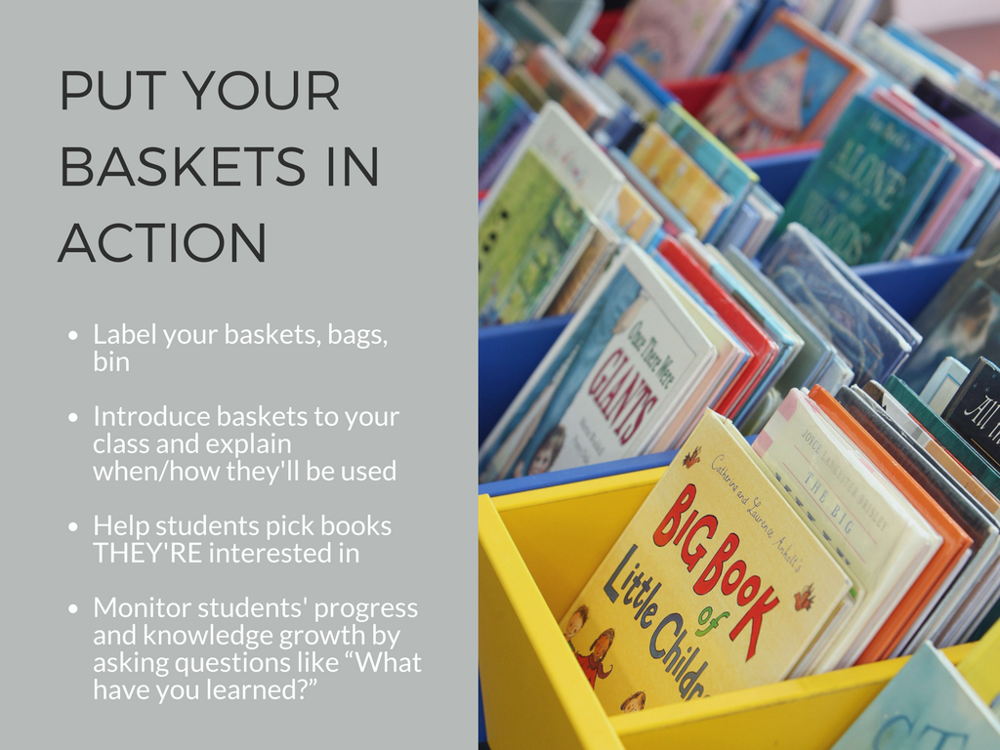 PUT YOUR
BASKETS IN
ACTION
• Label your baskets, bags,
bin
• Introduce baskets to your
class and explain
when/how they'll be used
• Help students pick books
THEY'RE interested in
• Monitor students' progress
and knowledge growth by
asking questions like “What
have you learned?”
ALONE
Once There Were
GIANTS
JOYCE LANKESTER BRISLEY
THE BIG
Catherine and Laurence Anholt's
BIG BOOK
of
Little Childr